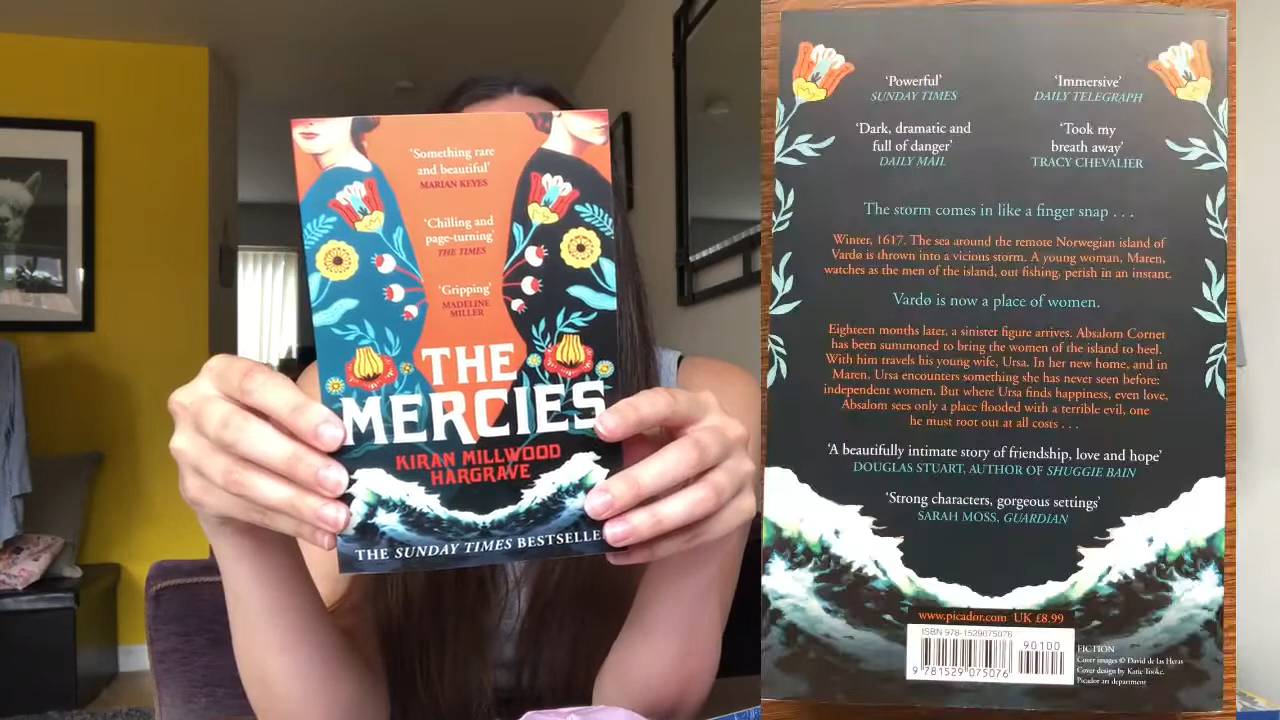 'Something rare
and beautiful'
MARIAN KEYES
'Chilling and
page-turning'
THE TIMES
'Gripping'
MADELINE
MILLER
THE
MERCIES
KIRAN MILLWOOD
HARGRAVE
THE SUNDAY TIMES BESTSELLE
'Powerful'
SUNDAY TIMES
'Immersive'
DAILY TELEGRAPH
'Dark, dramatic and
full of danger'
DAILY MAIL
'Took my
breath away'
TRACY CHEVALIER
The storm comes in like a finger snap . . .
Winter, 1617. The sea around the remote Norwegian island of
Vardø is thrown into a vicious storm. A young woman, Maren,
watches as the men of the island, out fishing, perish in an instant.
Vardø is now a place of women.
Eighteen months later, a sinister figure arrives. Absalom Cornet
has been summoned to bring the women of the island to heel.
With him travels his young wife, Ursa. In her new home, and in
Maren, Ursa encounters something she has never seen before:
independent women. But where Ursa finds happiness, even love,
Absalom sees only a place flooded with a terrible evil, one
he must root out at all costs . . .
'A beautifully intimate story of friendship, love and hope'
DOUGLAS STUART, AUTHOR OF SHUGGIE BAIN
'Strong characters, gorgeous settings'
SARAH MOSS, GUARDIAN
www.picador.com UK £8.99
ISBN 978-1529075076
90100
9 781529 075076
FICTION
Cover images © David de las Heras
Cover design by Katie Tooke,
Picador art department